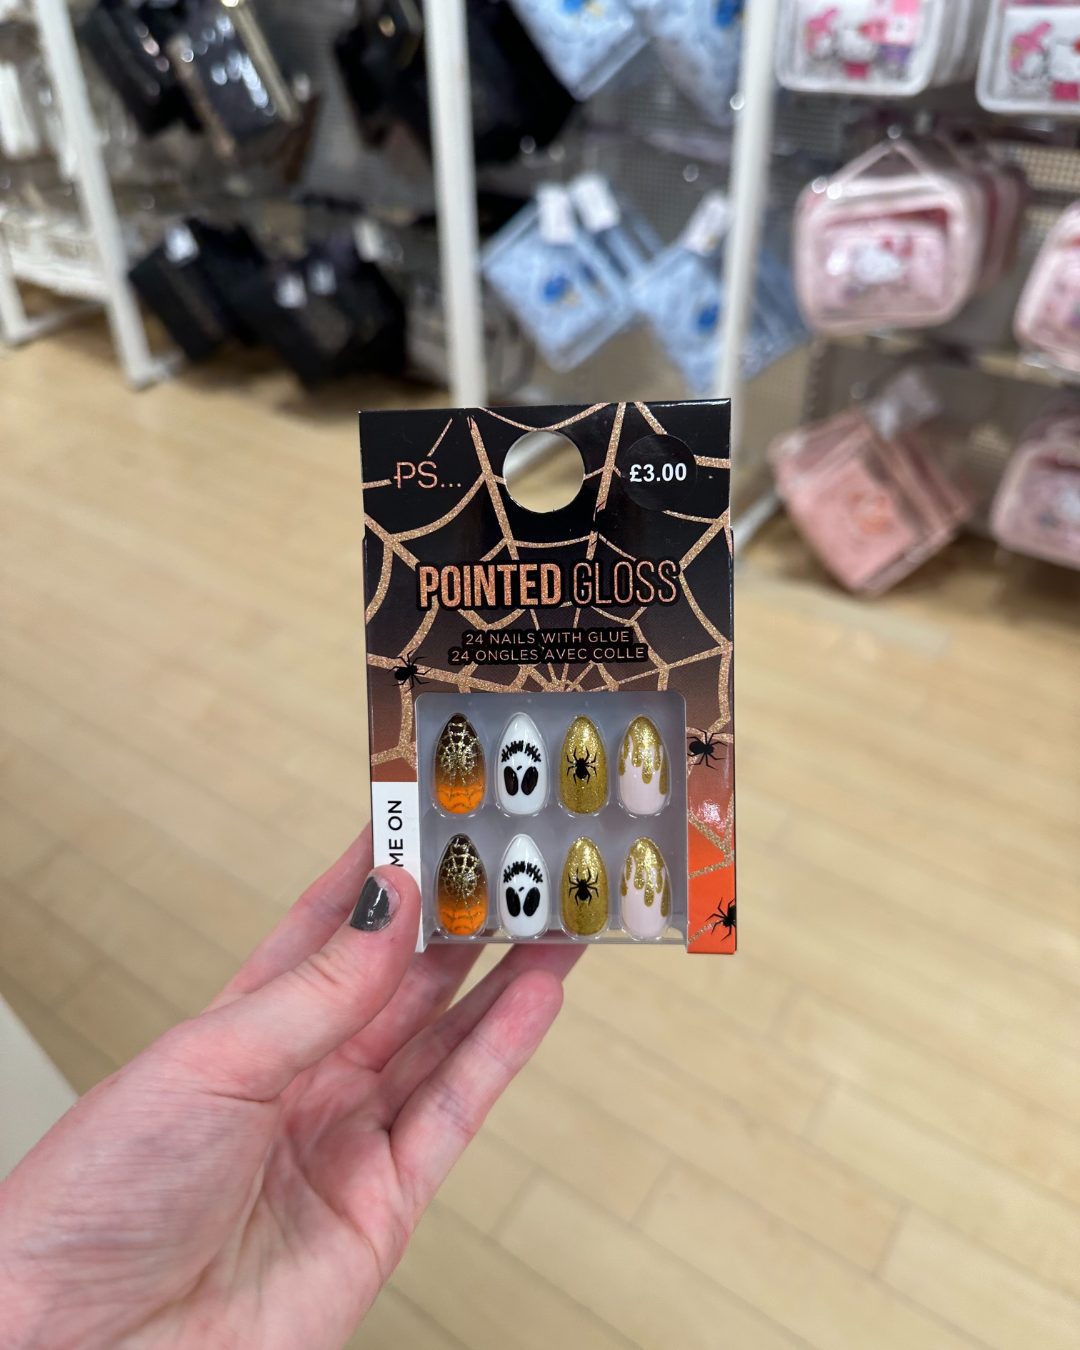 PS...
£3.00
POINTED GLOSS
24 NAILS WITH GLUE
24 ONGLES AVEC COLLE
ME ON